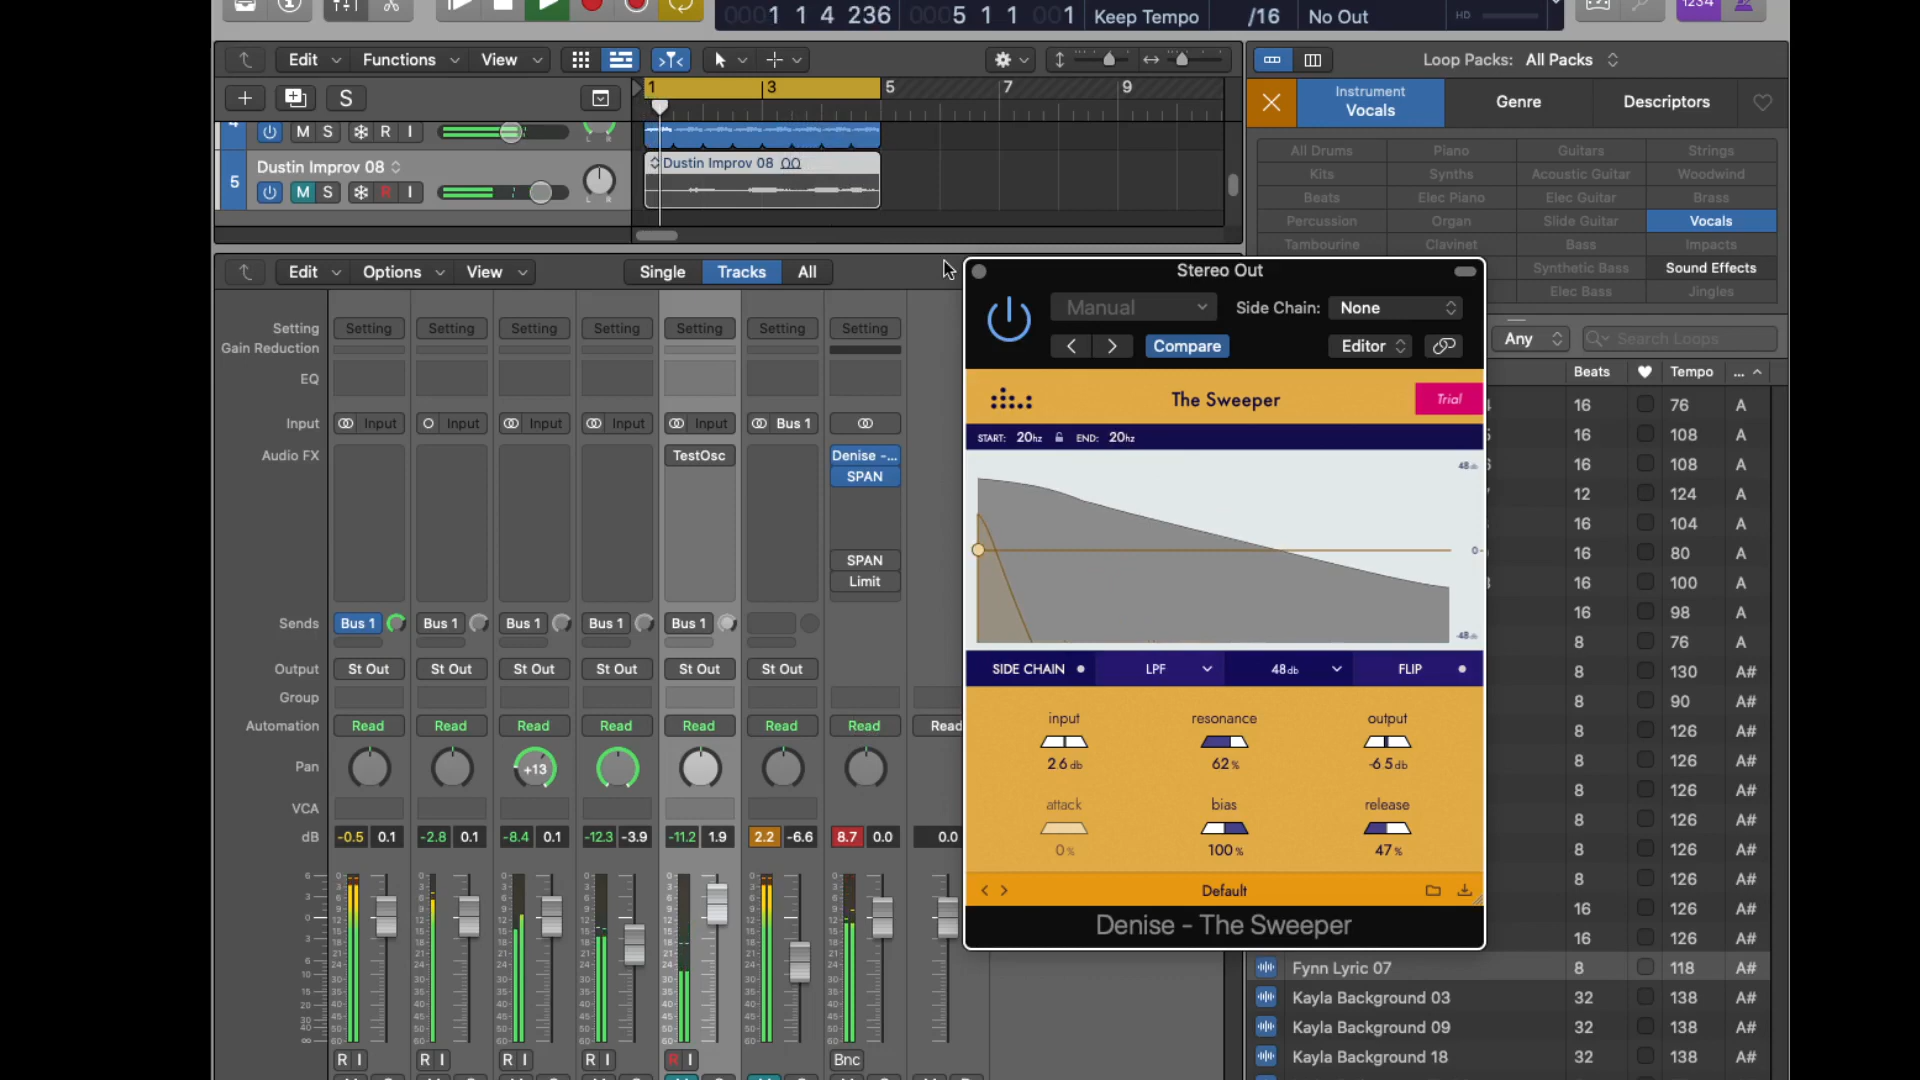 001 1 4 236 0005 1 1 001 Keep Tempo /16 No Out HD 1234
Edit Functions View
Loop Packs: All Packs
S
1 3 5 7 9
Instrument
Vocals
Genre Descriptors
4 M S R I
Dustin Improv 08
5 M S R I
L R
Dustin Improv 08
All Drums Piano Guitars Strings
Kits Synths Acoustic Guitar Woodwind
Beats Elec Piano Elec Guitar Brass
Percussion Organ Slide Guitar Vocals
Tambourine Clavinet Bass Impacts
Synthetic Bass Sound Effects
Elec Bass Jingles
Edit Options View Single Tracks All
Stereo Out
Manual Side Chain: None
Compare Editor
Any Search Loops
Beats Tempo ...
Setting Setting Setting Setting Setting Setting Setting Setting
Gain Reduction
EQ
Input Input Input Input Input Input Bus 1
Audio FX TestOsc Denise -...
SPAN
SPAN
Limit
Sends Bus 1 Bus 1 Bus 1 Bus 1 Bus 1
Output St Out St Out St Out St Out St Out St Out
Group
Automation Read Read Read Read Read Read Read Read
Pan +13
VCA
dB -0.5 0.1 -2.8 0.1 -8.4 0.1 -12.3 -3.9 -11.2 1.9 2.2 -6.6 8.7 0.0 0.0
R I R I R I R I R I Bnc
The Sweeper Trial
START: 20hz END: 20hz
48db
0
-48db
SIDE CHAIN LPF 48db FLIP
input resonance output
2.6 db 62 % -6.5 db
attack bias release
0 % 100 % 47 %
Default
Denise - The Sweeper
16 76 A
16 108 A
16 108 A
12 124 A
16 104 A
16 80 A
16 100 A
16 98 A
8 76 A
8 130 A#
8 90 A#
8 126 A#
8 126 A#
8 126 A#
8 126 A#
8 126 A#
8 126 A#
16 126 A#
16 126 A#
Fynn Lyric 07 8 118 A#
Kayla Background 03 32 138 A#
Kayla Background 09 32 138 A#
Kayla Background 18 32 138 A#